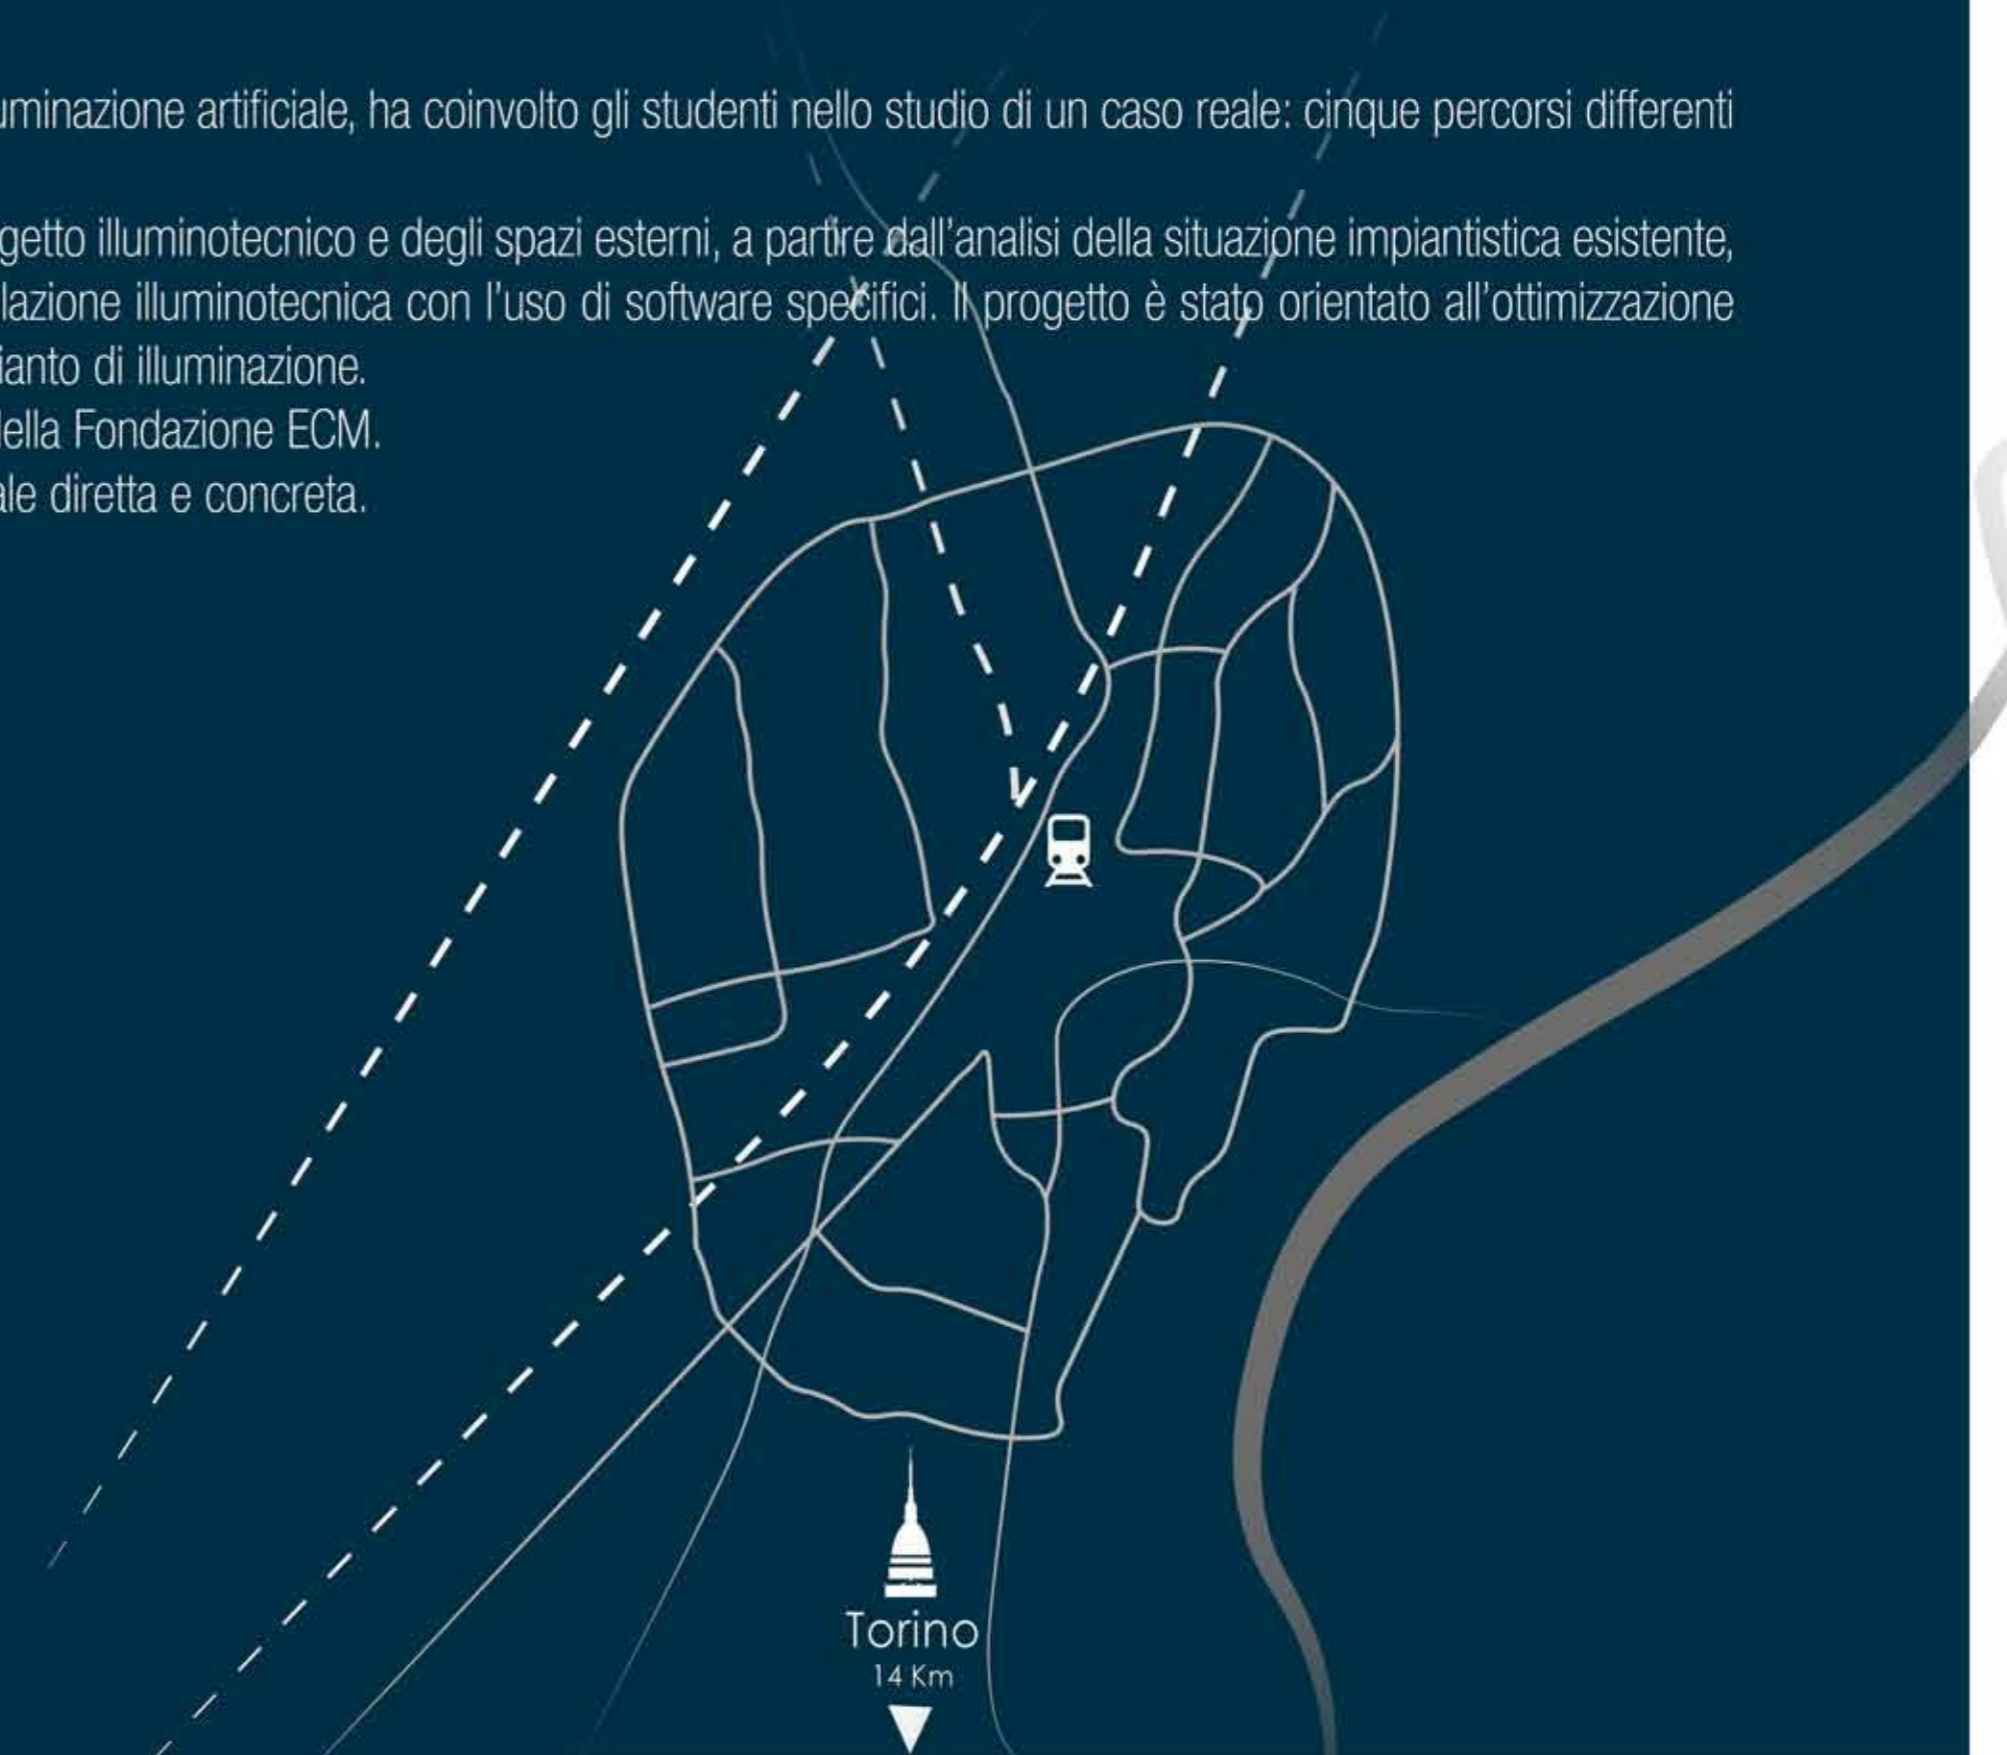 uminazione artificiale, ha coinvolto gli studenti nello studio di un caso reale: cinque percorsi differenti
getto illuminotecnico e degli spazi esterni, a partire dall'analisi della situazione impiantistica esistente,
lazione illuminotecnica con l'uso di software specifici. Il progetto è stato orientato all'ottimizzazione
ianto di illuminazione.
della Fondazione ECM.
ale diretta e concreta.
Torino
14 Km